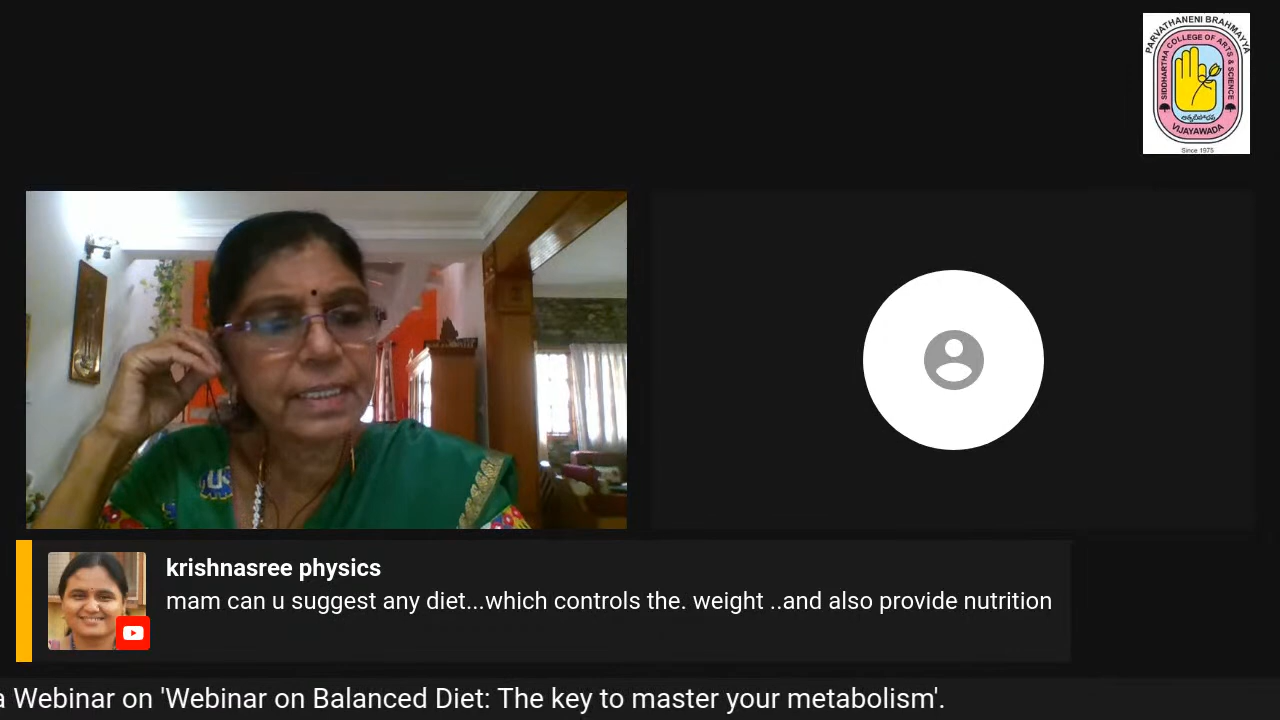 PARVATHANENI BRAHMAYYA
SIDDHARTHA COLLEGE OF ARTS & SCIENCE
VIJAYAWADA
Since 1975
krishnasree physics
mam can u suggest any diet...which controls the. weight ..and also provide nutrition
a Webinar on 'Webinar on Balanced Diet: The key to master your metabolism'.